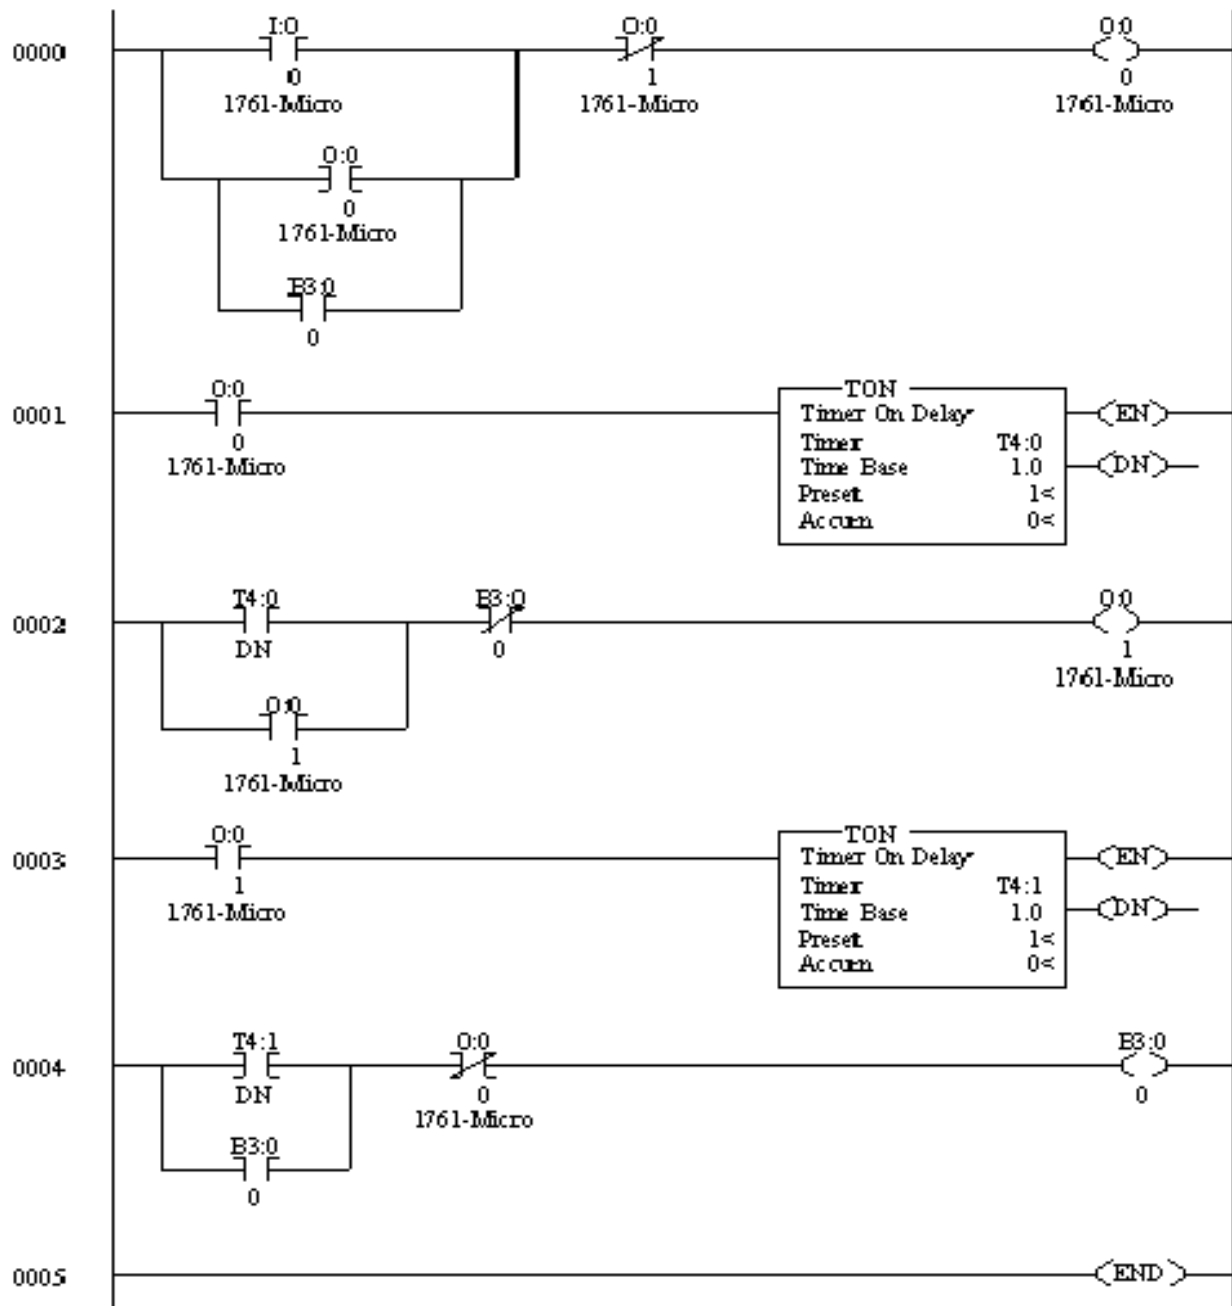 I:0 O:0 O:0
0000
0 1 0
1761-Micro 1761-Micro 1761-Micro
O:0
0
1761-Micro
B3:0
0
O:0 TON
0001 Timer On Delay EN
0 Timer T4:0
1761-Micro Time Base 1.0 DN
Preset 1<
Accum 0<
T4:0 B3:0 O:0
0002
DN 0 1
1761-Micro
O:0
1
1761-Micro
O:0 TON
0003 Timer On Delay EN
1 Timer T4:1
1761-Micro Time Base 1.0 DN
Preset 1<
Accum 0<
T4:1 O:0 B3:0
0004
DN 0 0
1761-Micro
B3:0
0
0005 END